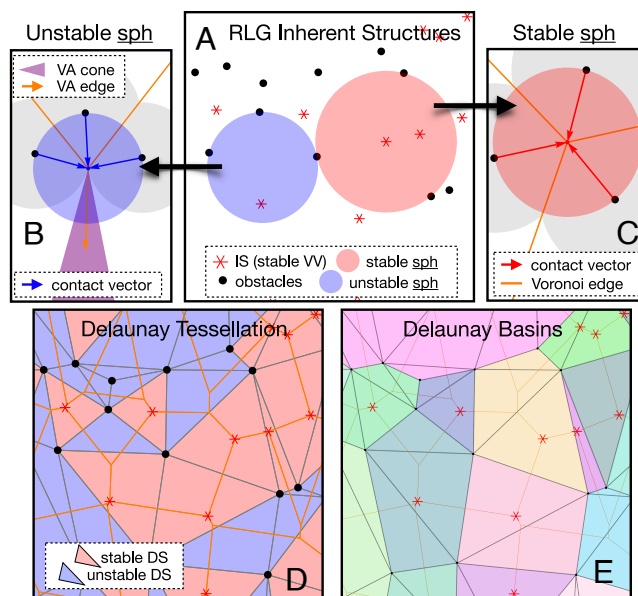 Unstable sph
A
RLG Inherent Structures
Stable sph
VA cone
VA edge
B
contact vector
IS (stable VV)
stable sph
obstacles
unstable sph
C
contact vector
Voronoi edge
Delaunay Tessellation
stable DS
unstable DS
D
Delaunay Basins
E